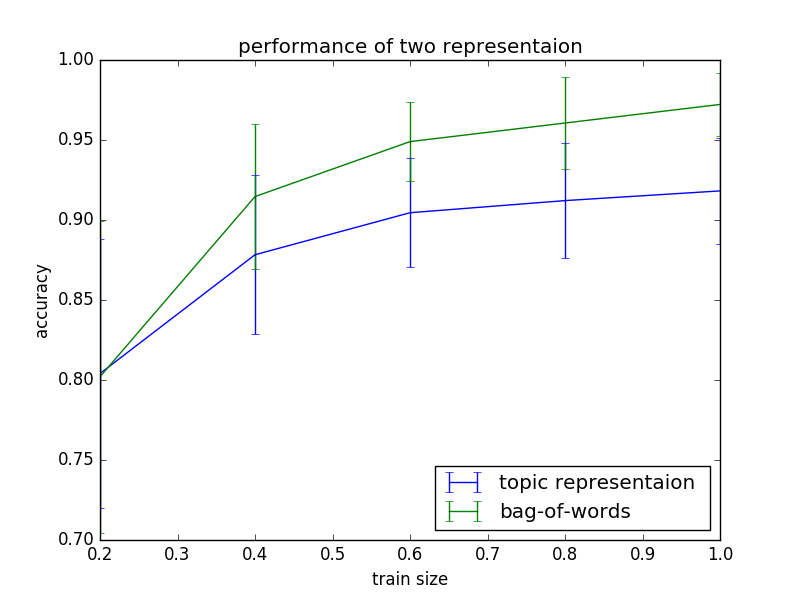 performance of two representaion
1.00
0.95
0.90
0.85
0.80
0.75
0.70
accuracy
topic representaion
bag-of-words
0.2 0.3 0.4 0.5 0.6 0.7 0.8 0.9 1.0
train size